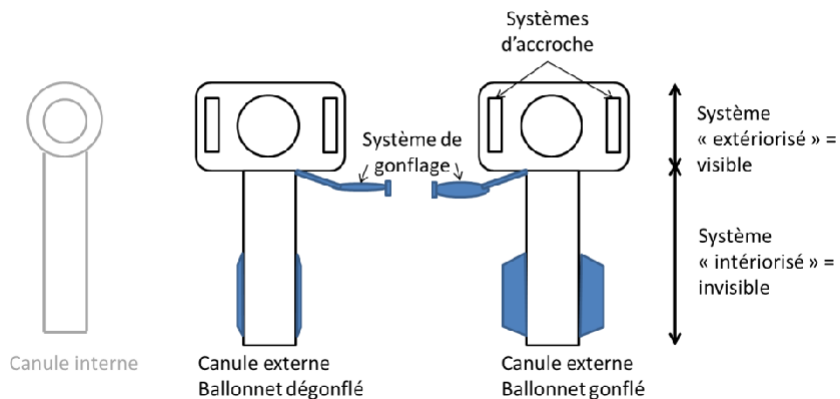 Systèmes
d'accroche
Système de
gonflage
Système
« extériorisé » =
visible
Système
« intériorisé » =
invisible
Canule interne
Canule externe
Ballonnet dégonflé
Canule externe
Ballonnet gonflé